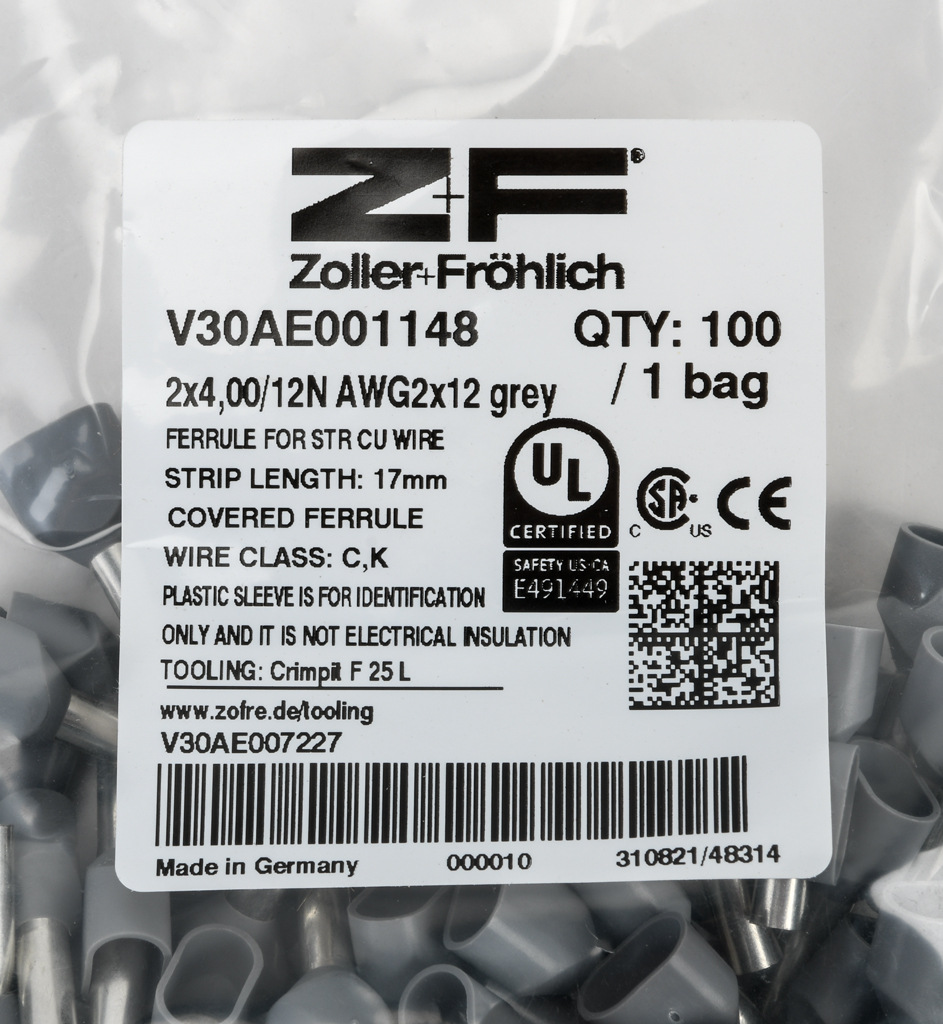 Z+F®
Zoller+Fröhlich
V30AE001148 QTY: 100
2x4,00/12N AWG2x12 grey / 1 bag
FERRULE FOR STR CU WIRE
STRIP LENGTH: 17mm
COVERED FERRULE
WIRE CLASS: C,K
PLASTIC SLEEVE IS FOR IDENTIFICATION
ONLY AND IT IS NOT ELECTRICAL INSULATION
TOOLING: Crimpit F 25 L
www.zofre.de/tooling
V30AE007227
UL
CERTIFIED
SAFETY US-CA
E491449
C SA US
CE
Made in Germany 000010 310821/48314